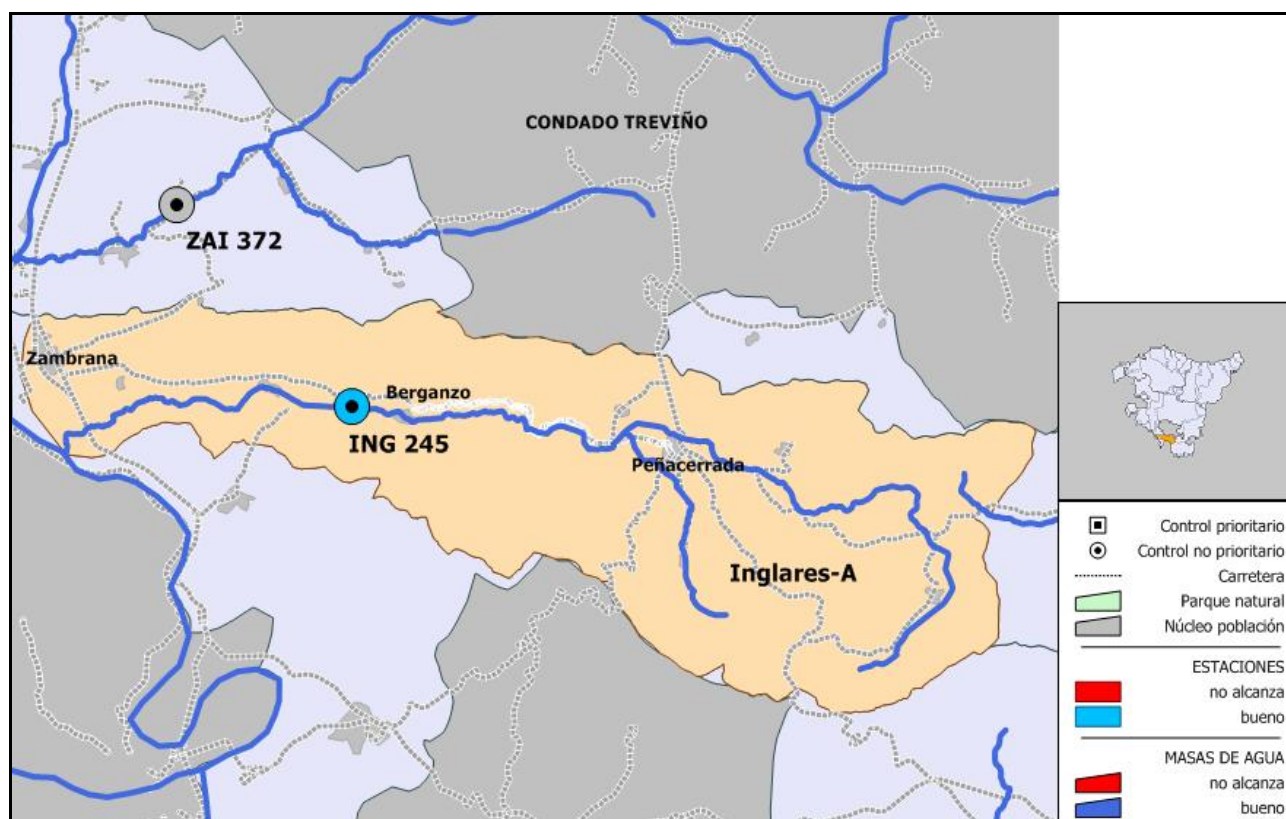 CONDADO TREVIÑO
ZAI 372
Zambrana
Berganzo
ING 245
Peñacerrada
Inglares-A
Control prioritario
Control no prioritario
Carretera
Parque natural
Núcleo población
ESTACIONES
no alcanza
bueno
MASAS DE AGUA
no alcanza
bueno